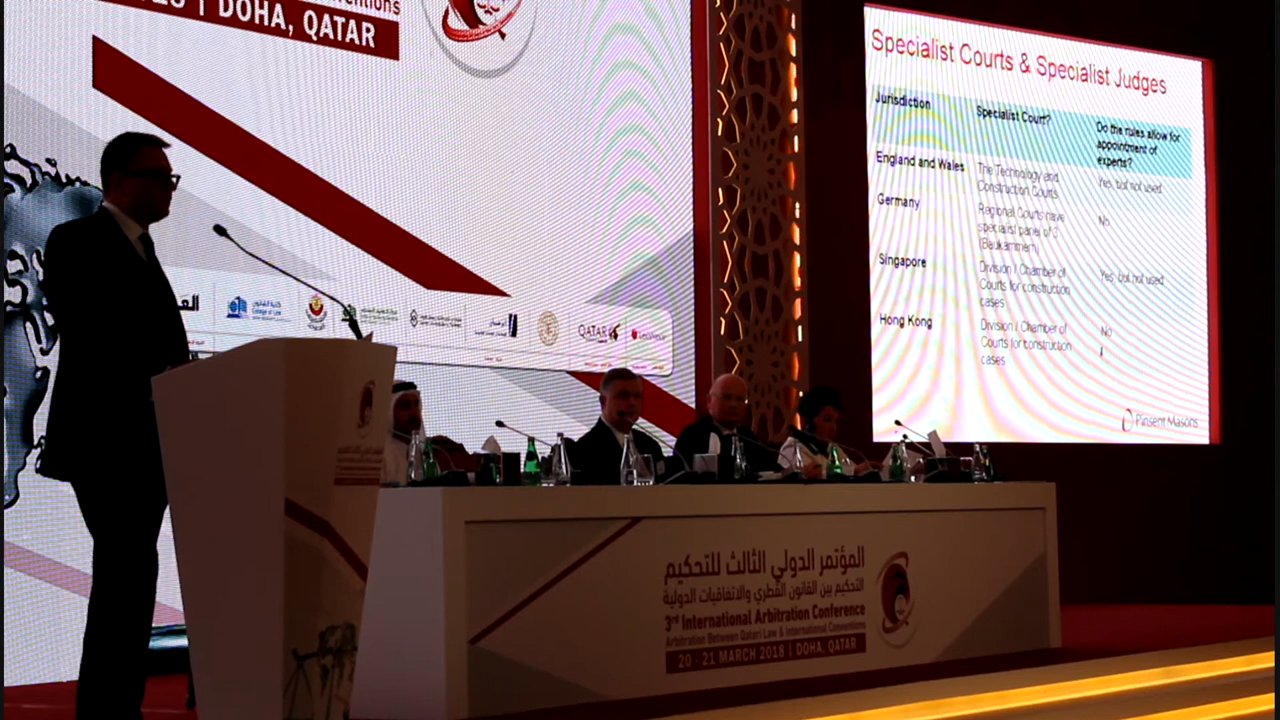 Conventions
DOHA, QATAR
كلية القانون
College of Law
QATAR
LexisNexis
Specialist Courts & Specialist Judges
Jurisdiction
Specialist Court?
Do the rules allow for
appointment of
experts?
England and Wales
The Technology and
Construction Courts
Yes, but not used
Germany
Regional Courts have
specialist panel of 3
(Baukammern)
No
Singapore
Division / Chamber of
Courts for construction
cases
Yes, but not used
Hong Kong
Division / Chamber of
Courts for construction
cases
No
Pinsent Masons
المؤتمر الدولي الثالث للتحكيم
التحكيم بين القانون القطري والاتفاقيات الدولية
3rd International Arbitration Conference
Arbitration Between Qatari Law & International Conventions
20 - 21 MARCH 2018 | DOHA, QATAR